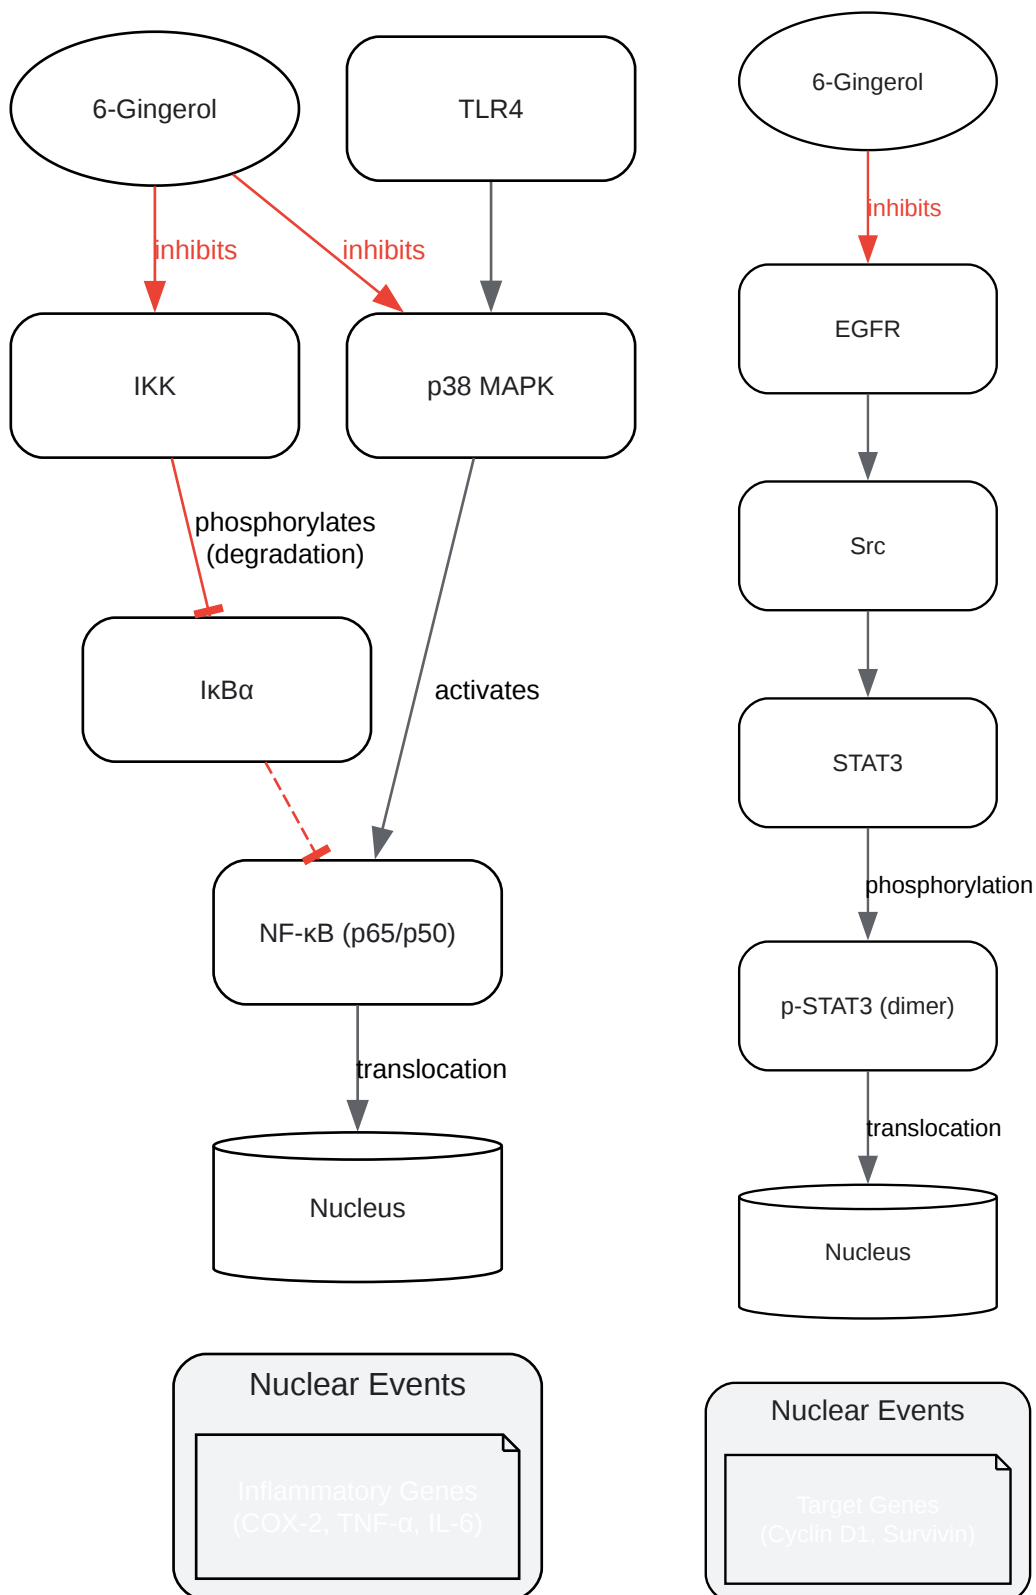 6-Gingerol
TLR4
inhibits
inhibits
IKK
p38 MAPK
phosphorylates
(degradation)
IκBα
activates
NF-κB (p65/p50)
translocation
Nucleus
Nuclear Events
Inflammatory Genes
(COX-2, TNF-α, IL-6)
6-Gingerol
inhibits
EGFR
Src
STAT3
phosphorylation
p-STAT3 (dimer)
translocation
Nucleus
Nuclear Events
Target Genes
(Cyclin D1, Survivin)